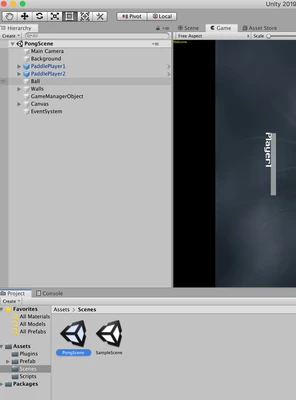 Unity 2019
Pivot Local
Hierarchy Scene Game Asset Store
Create All Free Aspect Scale
PongScene
Main Camera
Background
PaddlePlayer1
PaddlePlayer2
Ball
Walls
GameManagerObject
Canvas
EventSystem
Player1
Project Console
Create
Favorites Assets > Scenes
All Materials
All Models
All Prefabs
Assets
Plugins PongScene SampleScene
Prefab
Scenes
Scripts
Packages